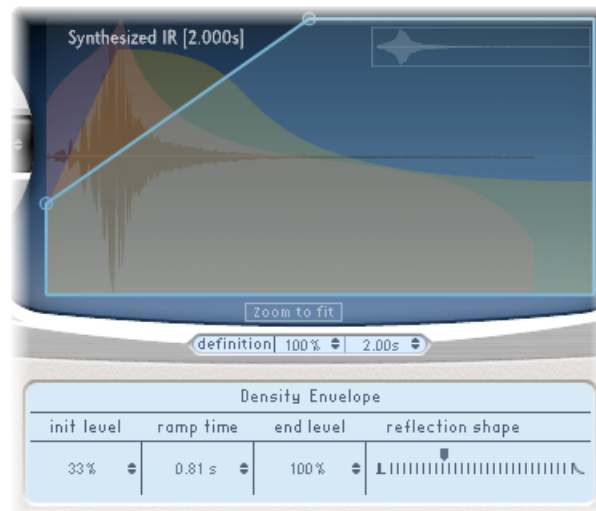 Synthesized IR [2.000s]
Zoom to fit
definition 100% 2.00s
Density Envelope
init level ramp time end level reflection shape
33% 0.81 s 100%